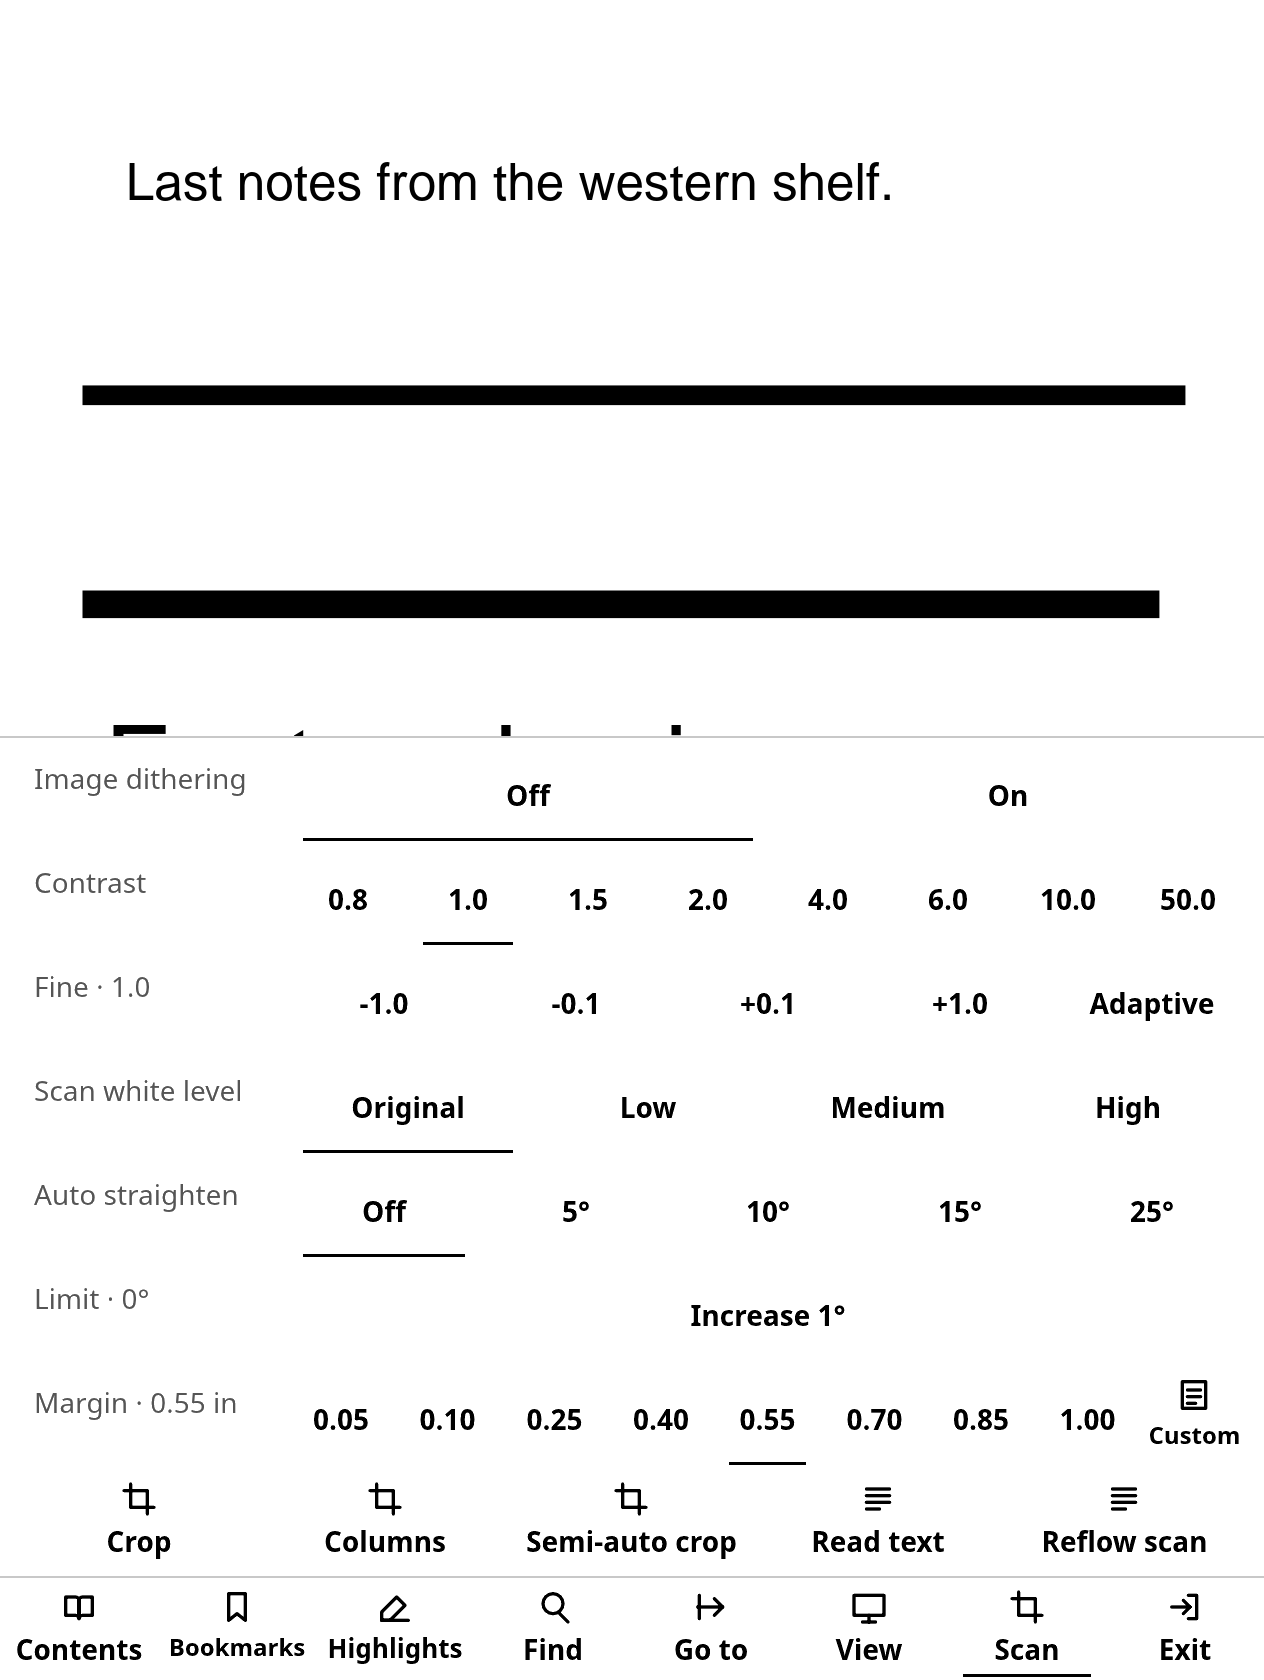 Last notes from the western shelf.
Image dithering Off On
Contrast 0.8 1.0 1.5 2.0 4.0 6.0 10.0 50.0
Fine · 1.0 -1.0 -0.1 +0.1 +1.0 Adaptive
Scan white level Original Low Medium High
Auto straighten Off 5° 10° 15° 25°
Limit · 0° Increase 1°
Margin · 0.55 in 0.05 0.10 0.25 0.40 0.55 0.70 0.85 1.00 Custom
Crop Columns Semi-auto crop Read text Reflow scan
Contents Bookmarks Highlights Find Go to View Scan Exit